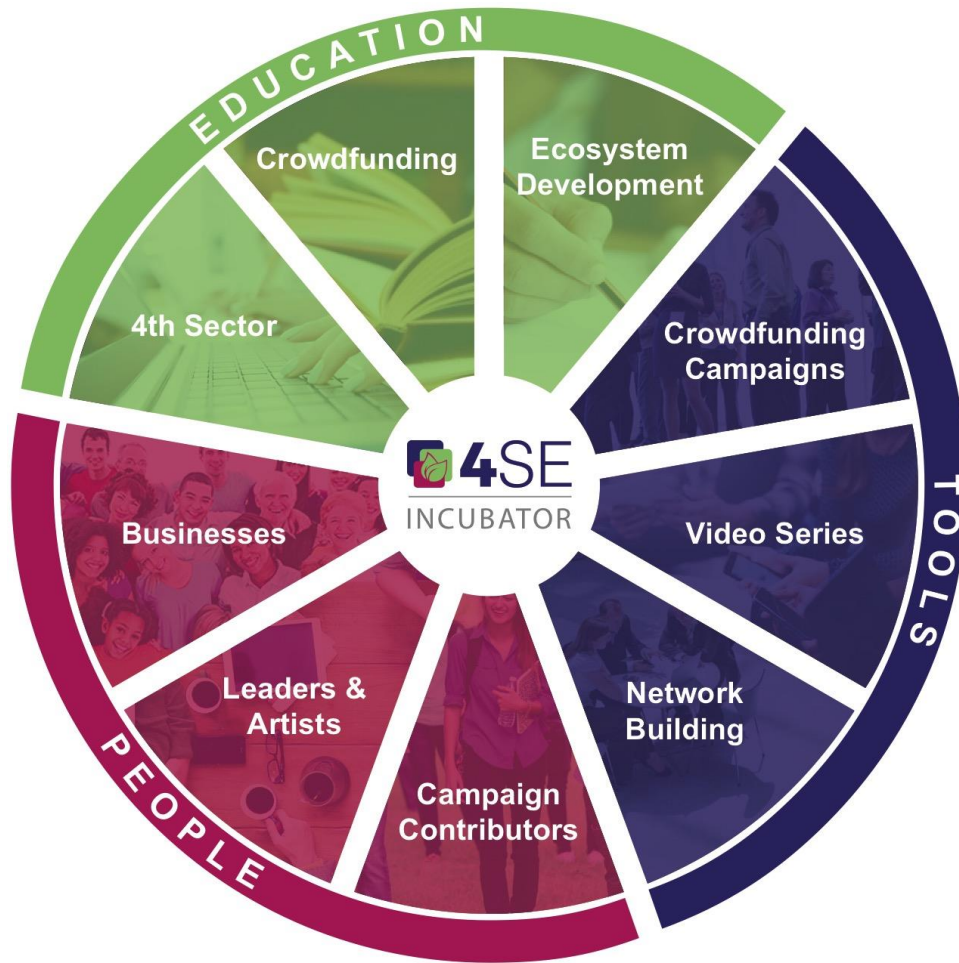 EDUCATION
Crowdfunding
Ecosystem
Development
4th Sector
Crowdfunding
Campaigns
TOOLS
Video Series
Network
Building
PEOPLE
Businesses
Leaders &
Artists
Campaign
Contributors
4SE
INCUBATOR